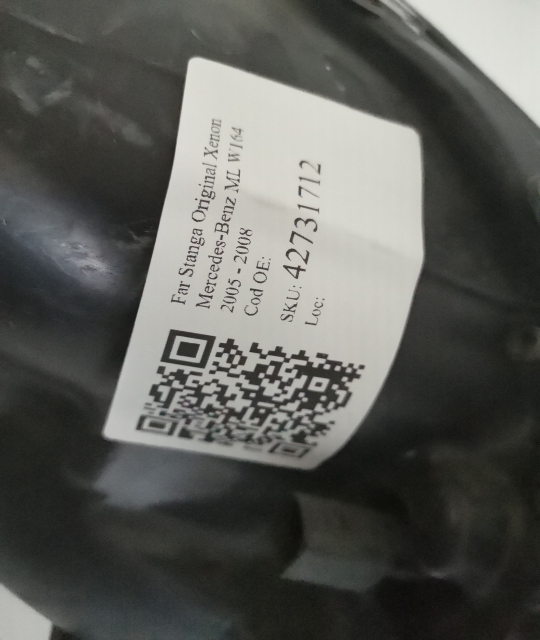 Far Stanga Original Xenon
Mercedes-Benz ML W164
2005 - 2008
Cod OE:
SKU: 42731712
Loc: